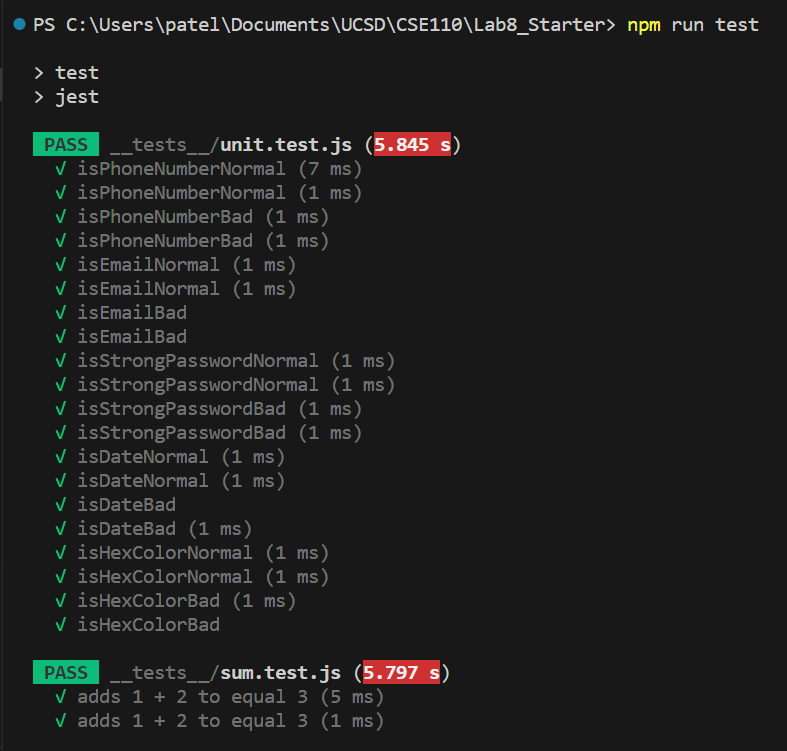 PS C:\Users\patel\Documents\UCSD\CSE110\Lab8_Starter> npm run test
> test
> jest
PASS __tests__/unit.test.js (5.845 s)
√ isPhoneNumberNormal (7 ms)
√ isPhoneNumberNormal (1 ms)
√ isPhoneNumberBad (1 ms)
√ isPhoneNumberBad (1 ms)
√ isEmailNormal (1 ms)
√ isEmailNormal (1 ms)
√ isEmailBad
√ isEmailBad
√ isStrongPasswordNormal (1 ms)
√ isStrongPasswordNormal (1 ms)
√ isStrongPasswordBad (1 ms)
√ isStrongPasswordBad (1 ms)
√ isDateNormal (1 ms)
√ isDateNormal (1 ms)
√ isDateBad
√ isDateBad (1 ms)
√ isHexColorNormal (1 ms)
√ isHexColorNormal (1 ms)
√ isHexColorBad (1 ms)
√ isHexColorBad
PASS __tests__/sum.test.js (5.797 s)
√ adds 1 + 2 to equal 3 (5 ms)
√ adds 1 + 2 to equal 3 (1 ms)